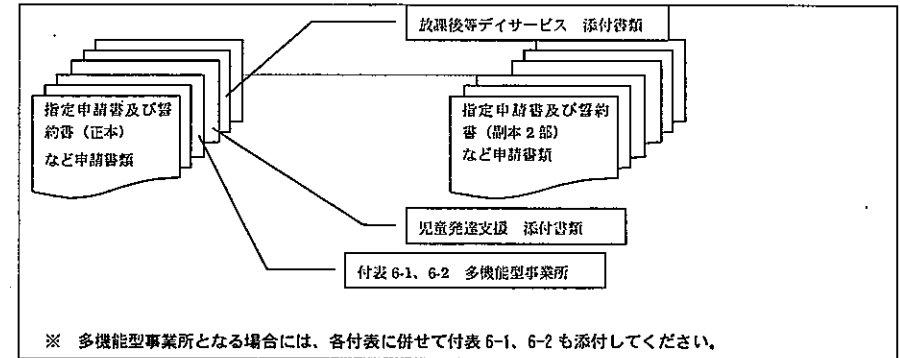 放課後等デイサービス　添付書類
指定申請書及び誓
約書（正本）
など申請書類
指定申請書及び誓約
書（副本２部）
など申請書類
児童発達支援　添付書類
付表 6-1、6-2　多機能型事業所
※　多機能型事業所となる場合には、各付表に併せて付表 6-1、6-2 も添付してください。